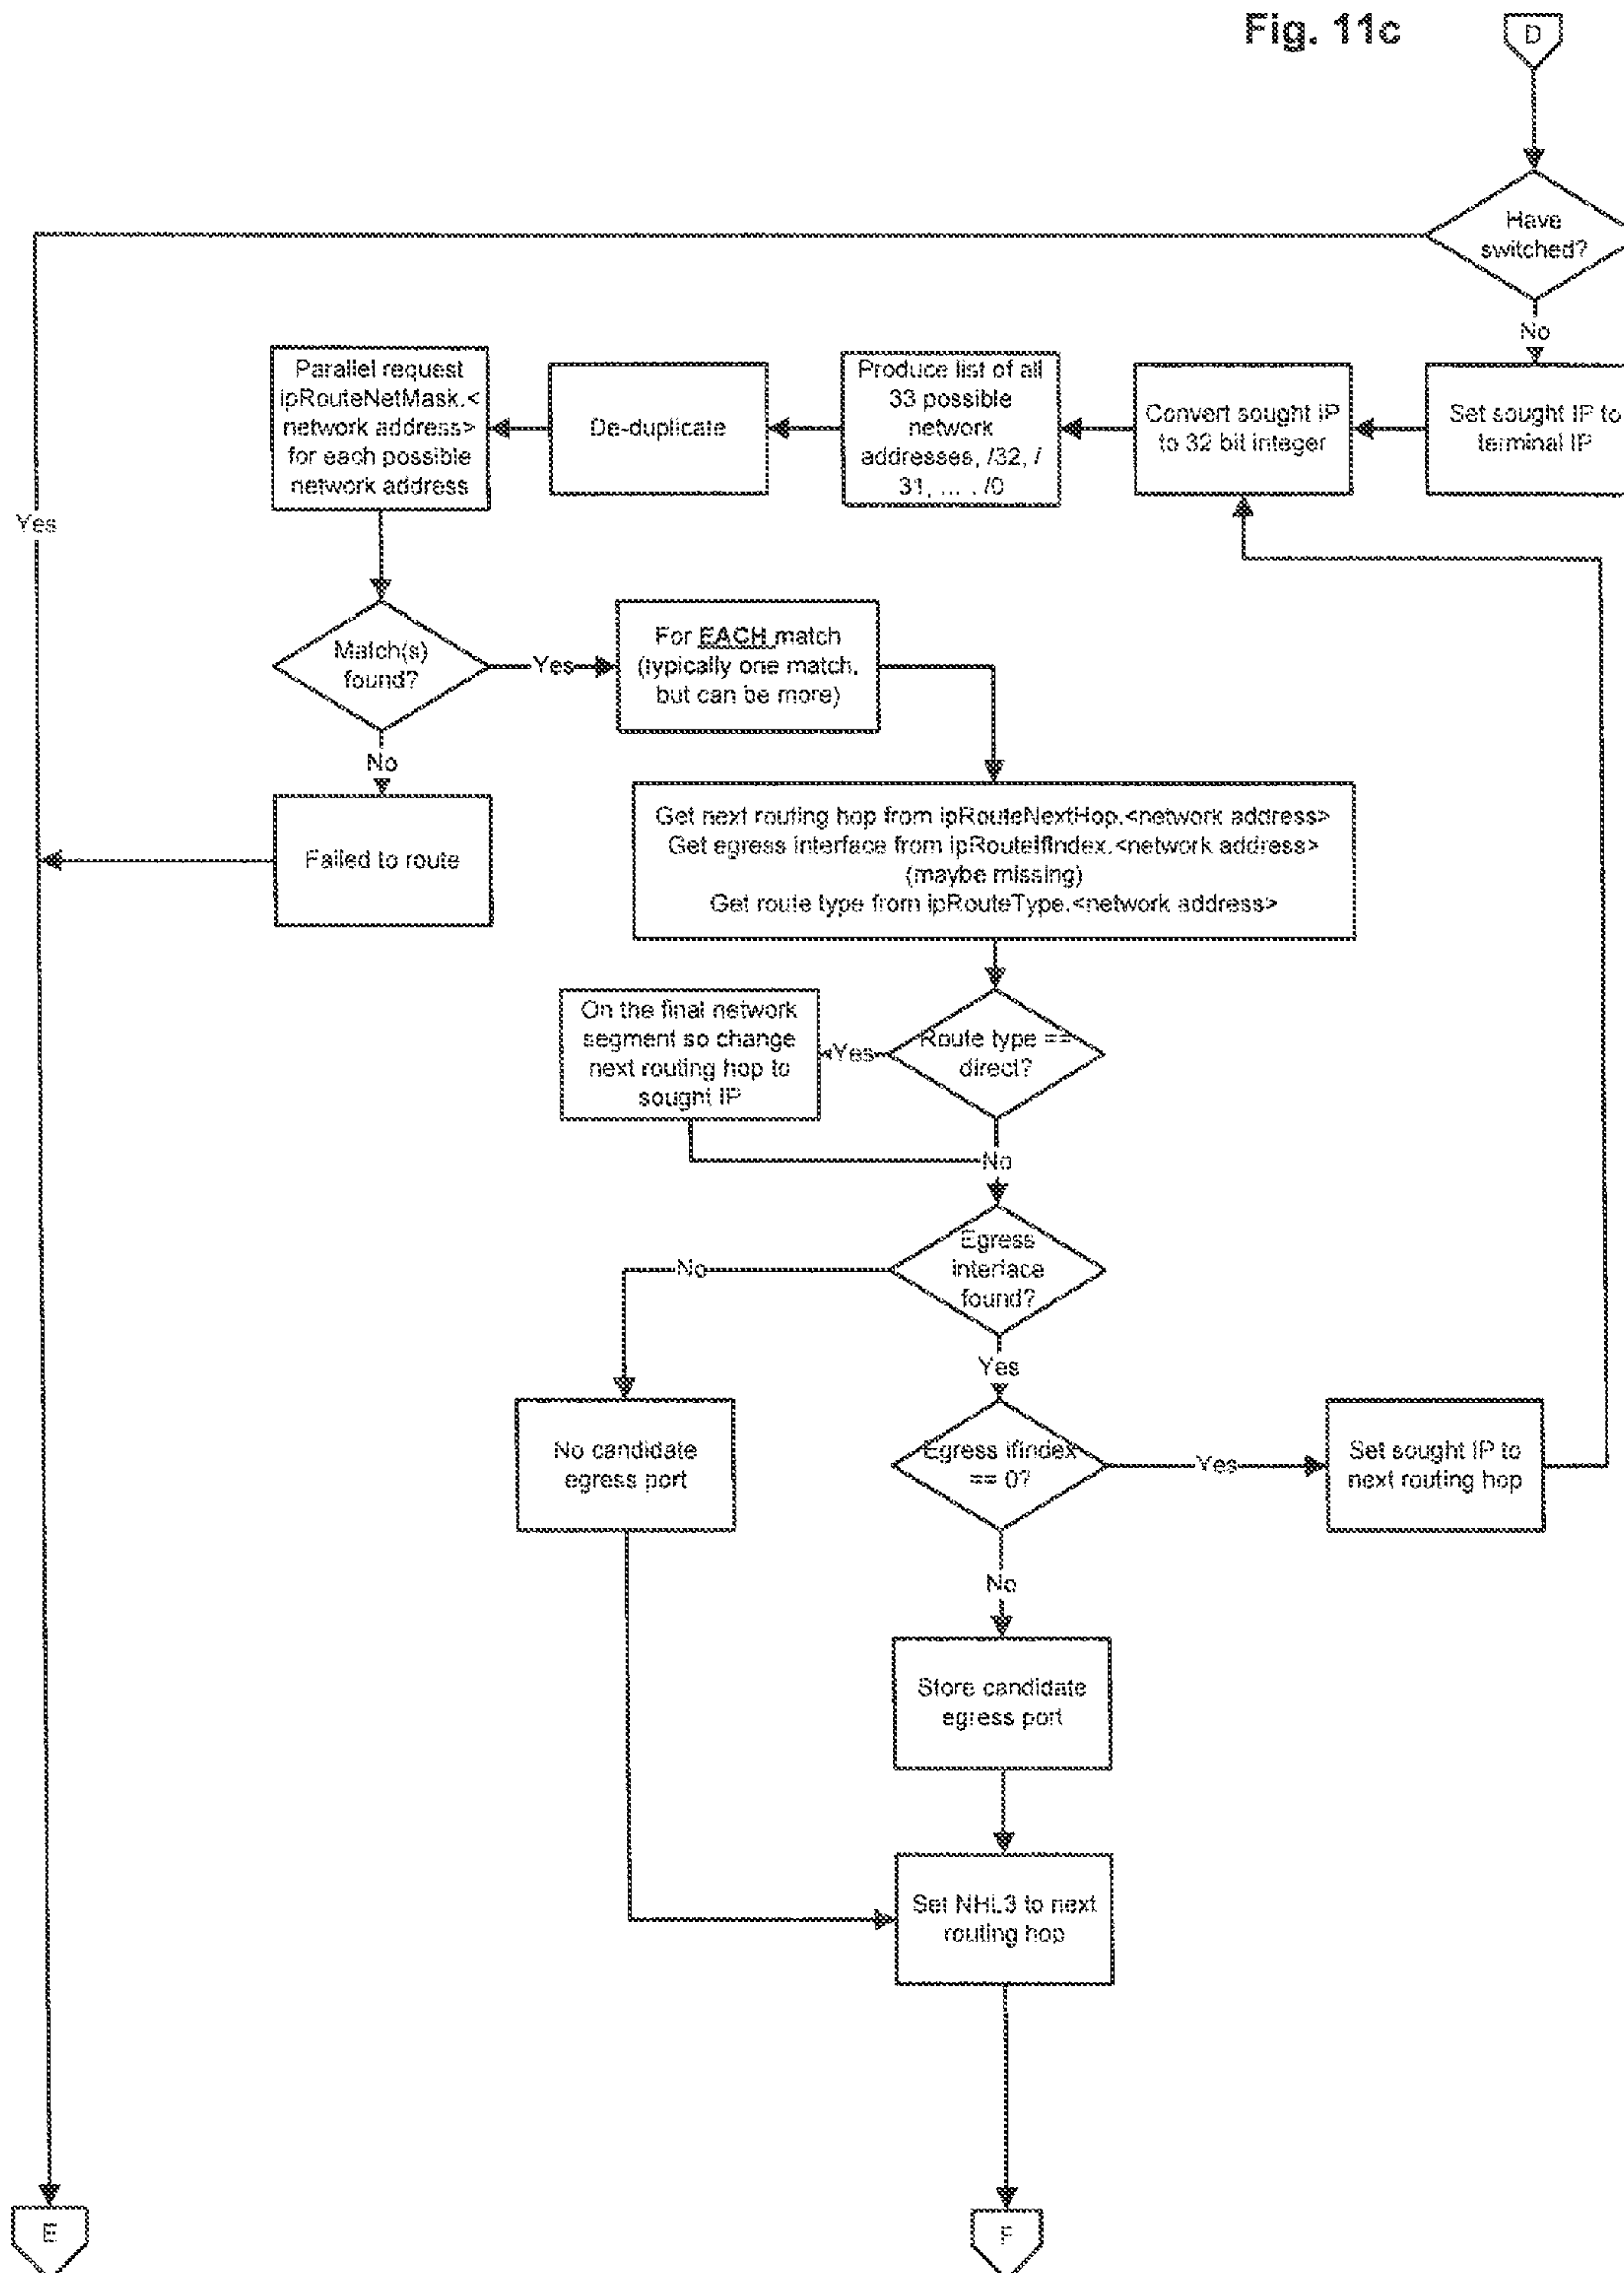 Fig. 11c
D
Have
switched?
Yes
No
Set sought IP to
terminal IP
Convert sought IP
to 32 bit integer
Produce list of all
33 possible
network
addresses, /32, /
31, ... . /0
De-duplicate
Parallel request
ipRouteNetMask.<
network address>
for each possible
network address
Match(s)
found?
Yes
For EACH match
(typically one match,
but can be more)
No
Failed to route
Get next routing hop from ipRouteNextHop.<network address>
Get egress interface from ipRouteIfIndex.<network address>
(maybe missing)
Get route type from ipRouteType.<network address>
Route type ==
direct?
Yes
On the final network
segment so change
next routing hop to
sought IP
No
Egress
interface
found?
No
Yes
No candidate
egress port
Egress ifIndex
== 0?
Yes
Set sought IP to
next routing hop
No
Store candidate
egress port
Set NHL3 to next
routing hop
E
F